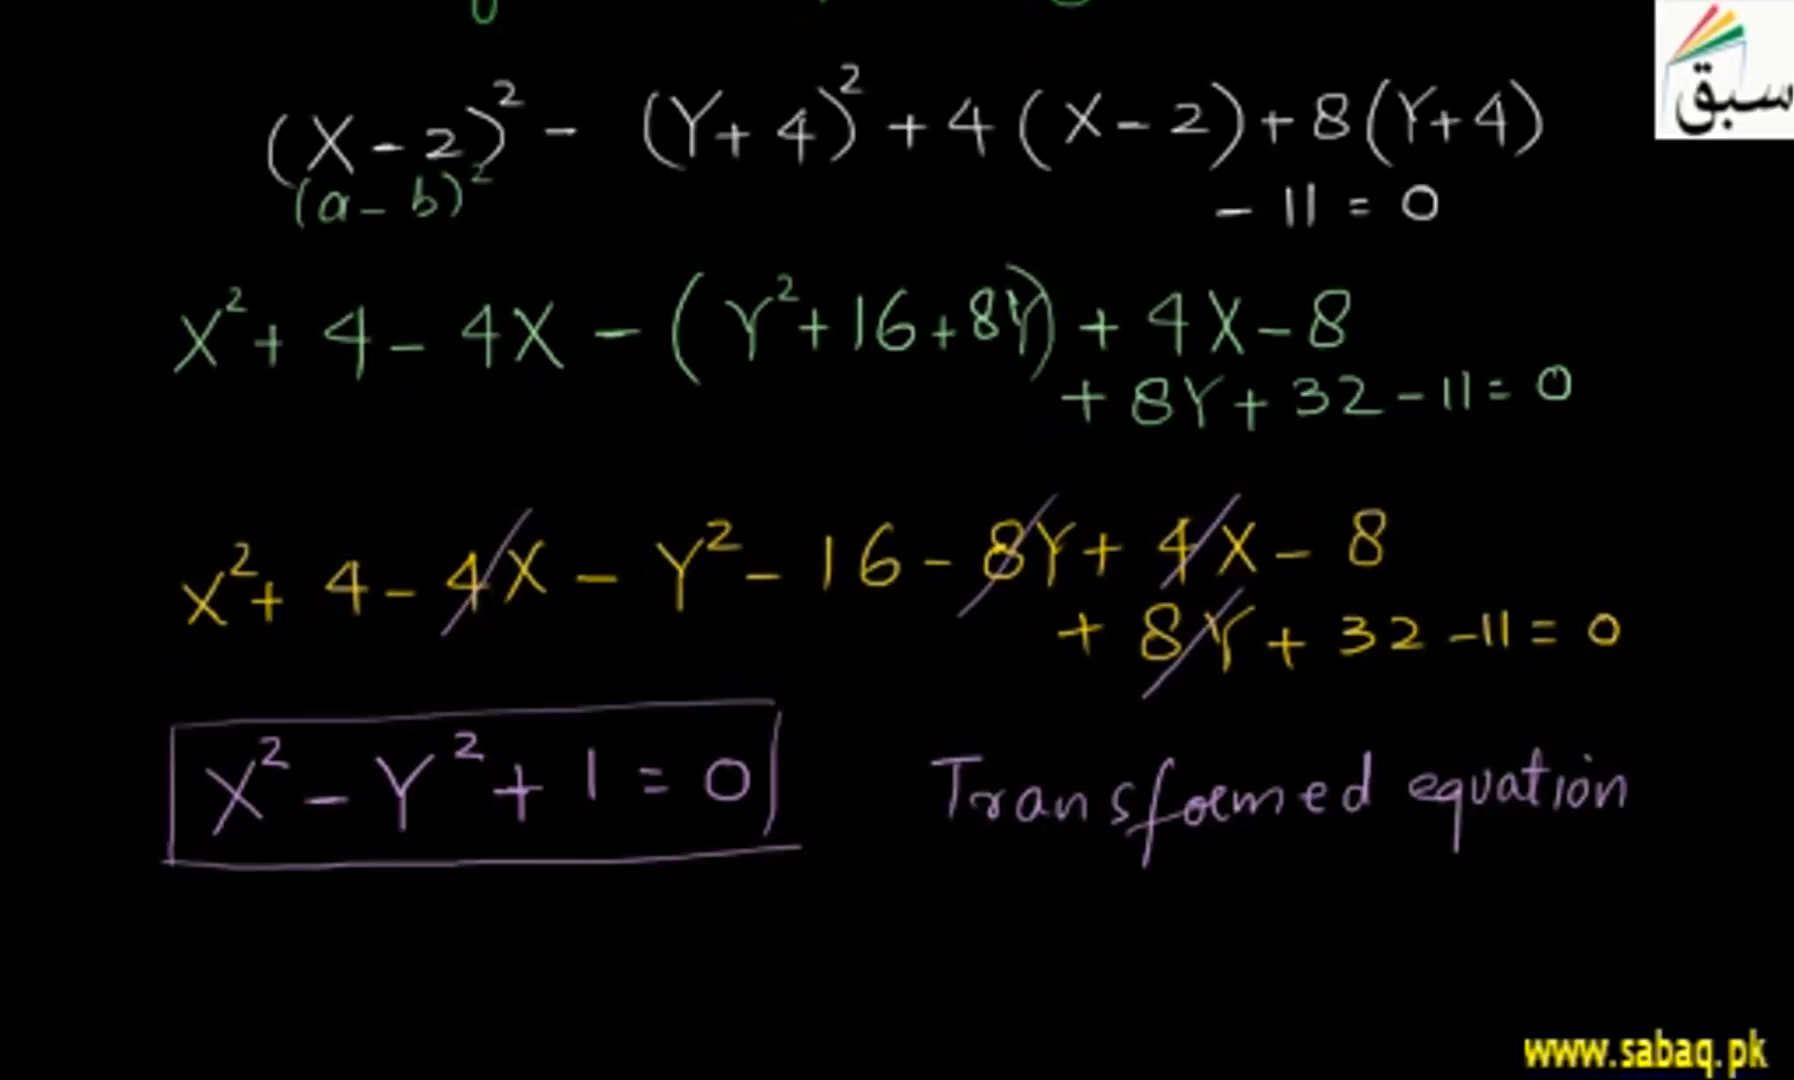 سبق
(X - 2)² - (Y + 4)² + 4 (X - 2) + 8 (Y + 4)
(a - b)²
- 11 = 0
X² + 4 - 4X - (Y² + 16 + 8Y) + 4X - 8
+ 8Y + 32 - 11 = 0
X² + 4 - 4X - Y² - 16 - 8Y + 4X - 8
+ 8Y + 32 - 11 = 0
X² - Y² + 1 = 0 Transformed equation
www.sabaq.pk